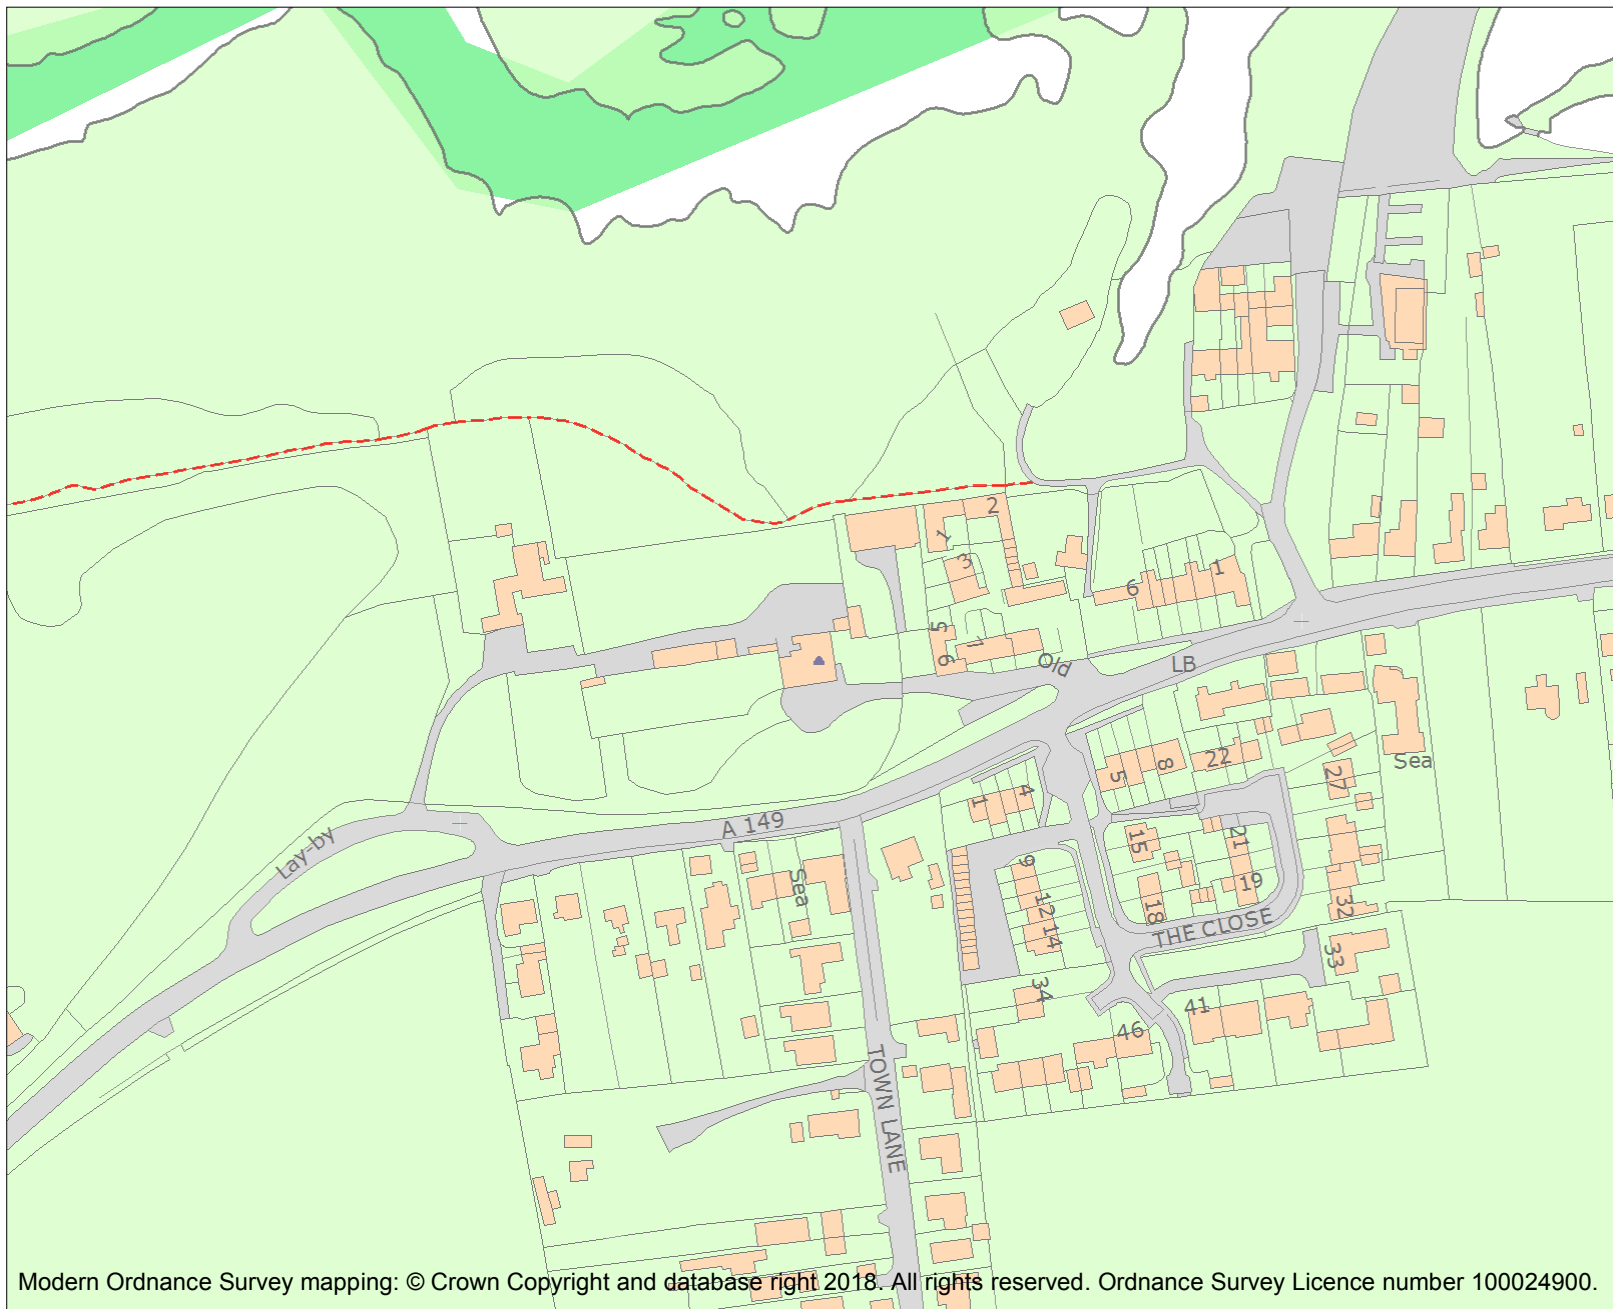 2
1
3
1
6
5
7
6
Old
LB
8
5
22
Sea
27
4
1
A 149
Lay-by
15
21
9
Sea
19
12
18
32
14
THE CLOSE
33
34
41
46
TOWN LANE
Modern Ordnance Survey mapping: © Crown Copyright and database right 2018. All rights reserved. Ordnance Survey Licence number 100024900.